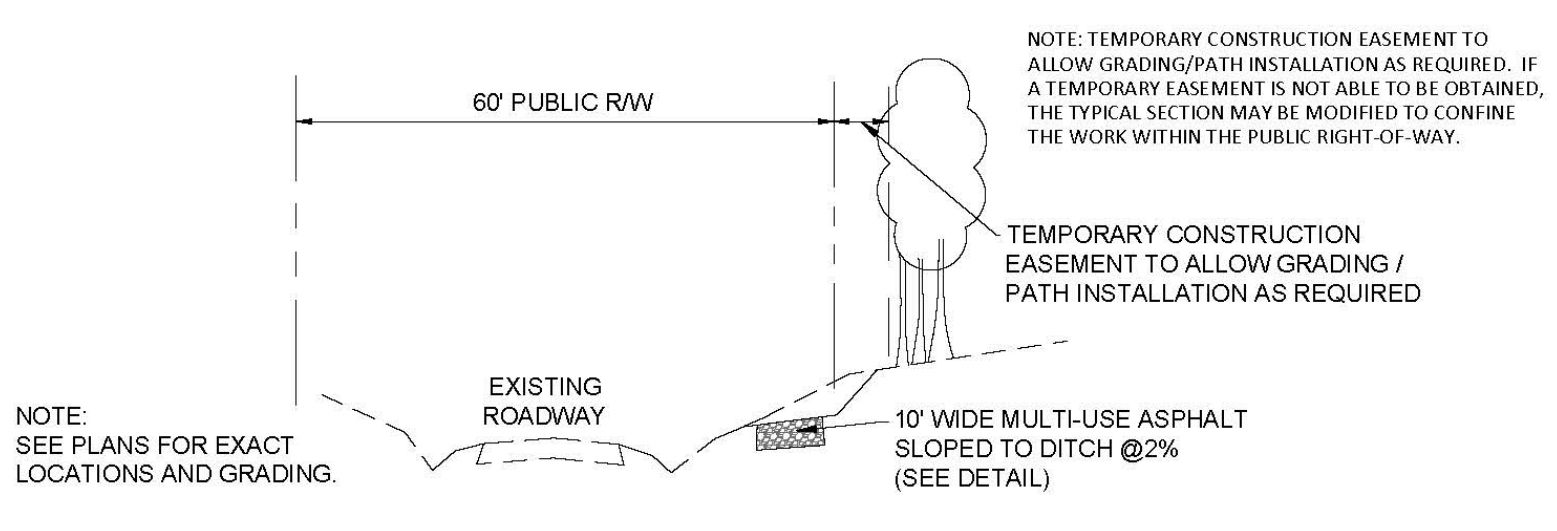 NOTE: TEMPORARY CONSTRUCTION EASEMENT TO
ALLOW GRADING/PATH INSTALLATION AS REQUIRED. IF
A TEMPORARY EASEMENT IS NOT ABLE TO BE OBTAINED,
THE TYPICAL SECTION MAY BE MODIFIED TO CONFINE
THE WORK WITHIN THE PUBLIC RIGHT-OF-WAY.
60' PUBLIC R/W
TEMPORARY CONSTRUCTION
EASEMENT TO ALLOW GRADING /
PATH INSTALLATION AS REQUIRED
EXISTING
ROADWAY
NOTE:
SEE PLANS FOR EXACT
LOCATIONS AND GRADING.
10' WIDE MULTI-USE ASPHALT
SLOPED TO DITCH @2%
(SEE DETAIL)